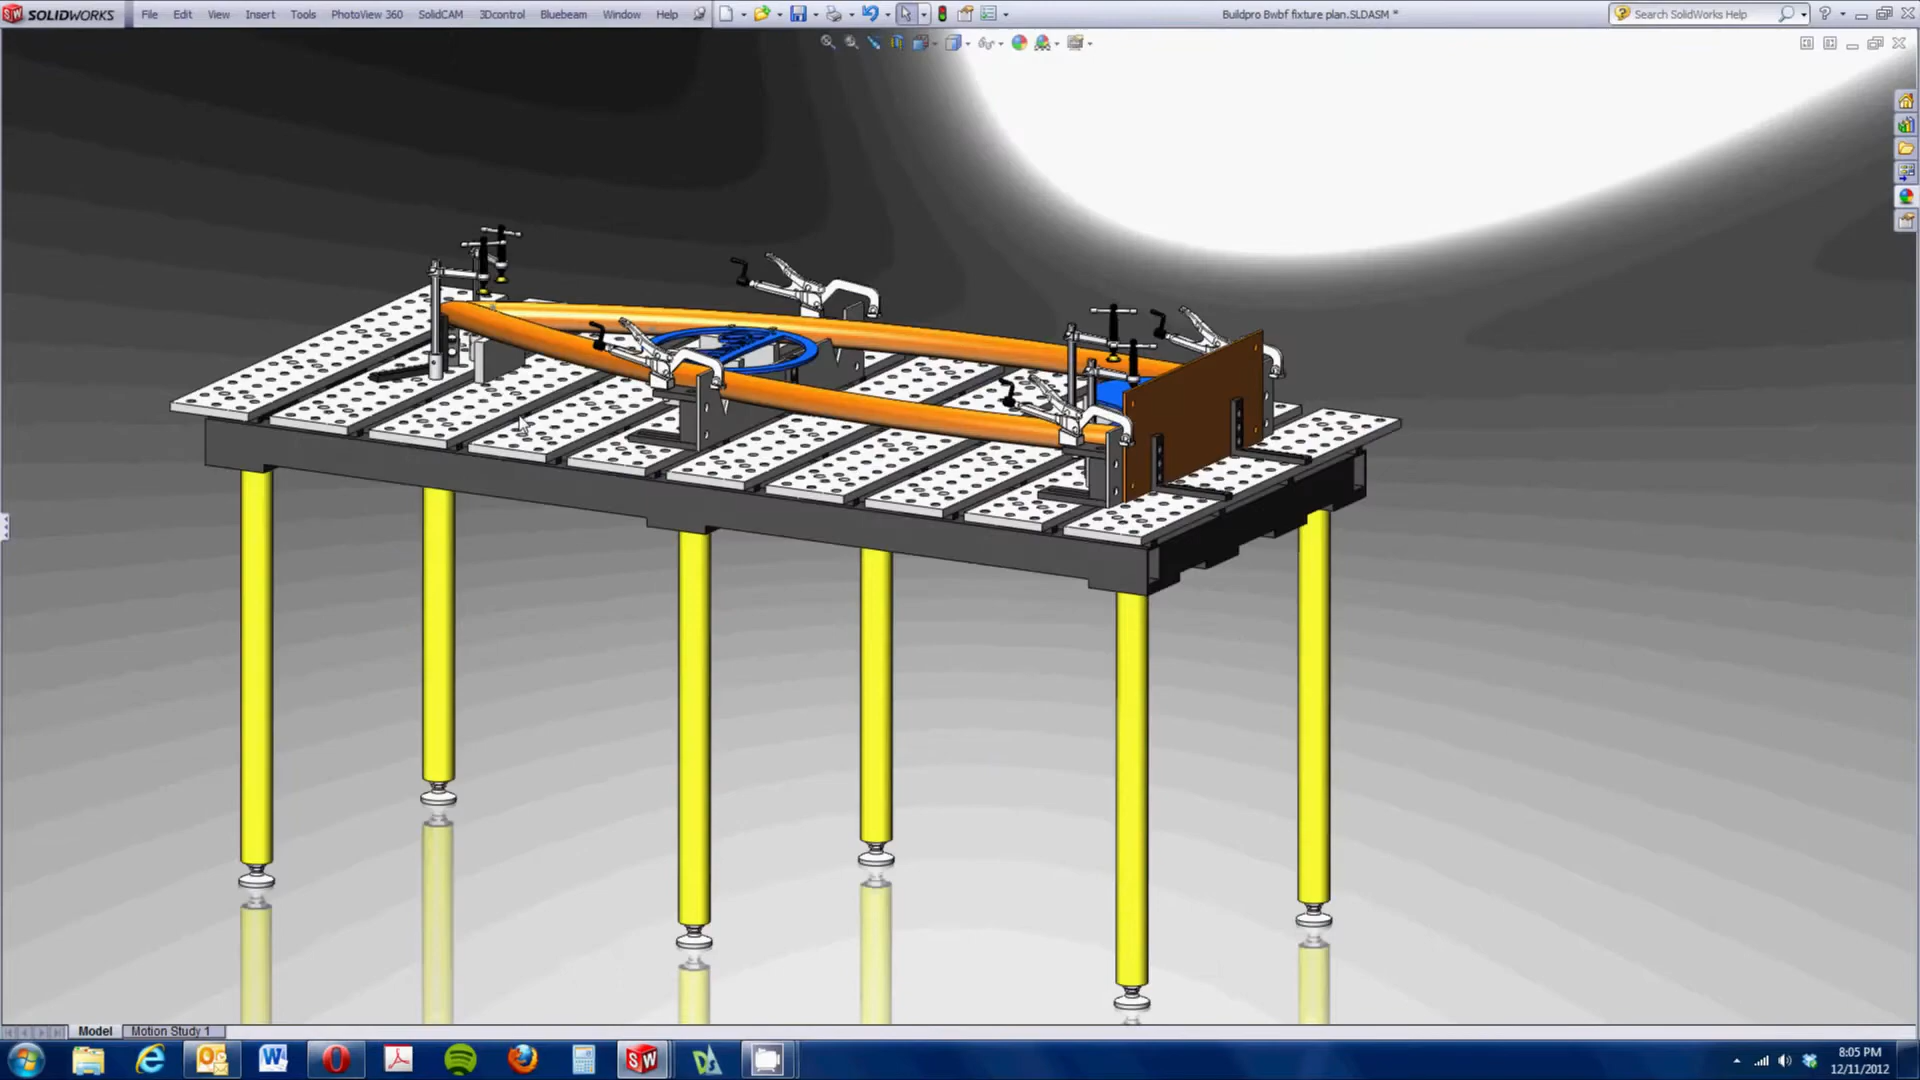 SOLIDWORKS File Edit View Insert Tools PhotoView 360 SolidCAM 3Dcontrol Bluebeam Window Help Buildpro Bwbf fixture plan.SLDASM * Search SolidWorks Help
Model Motion Study 1
8:05 PM
12/11/2012